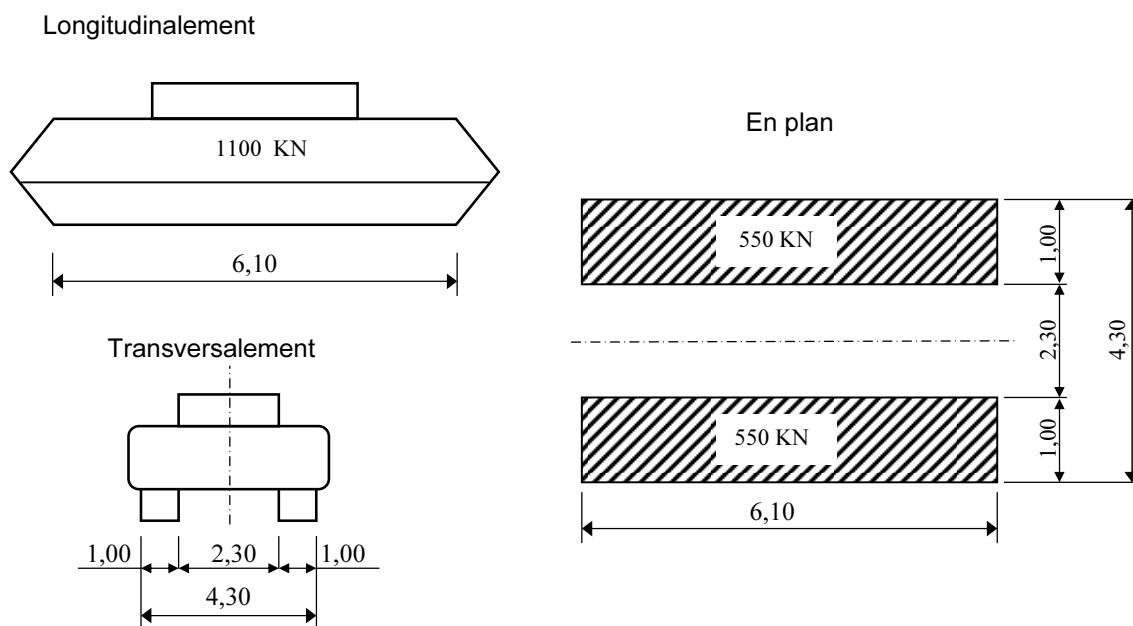 Longitudinalement
1100 KN
6,10
Transversalement
1,00
2,30
1,00
4,30
En plan
550 KN
1,00
2,30
4,30
550 KN
1,00
6,10